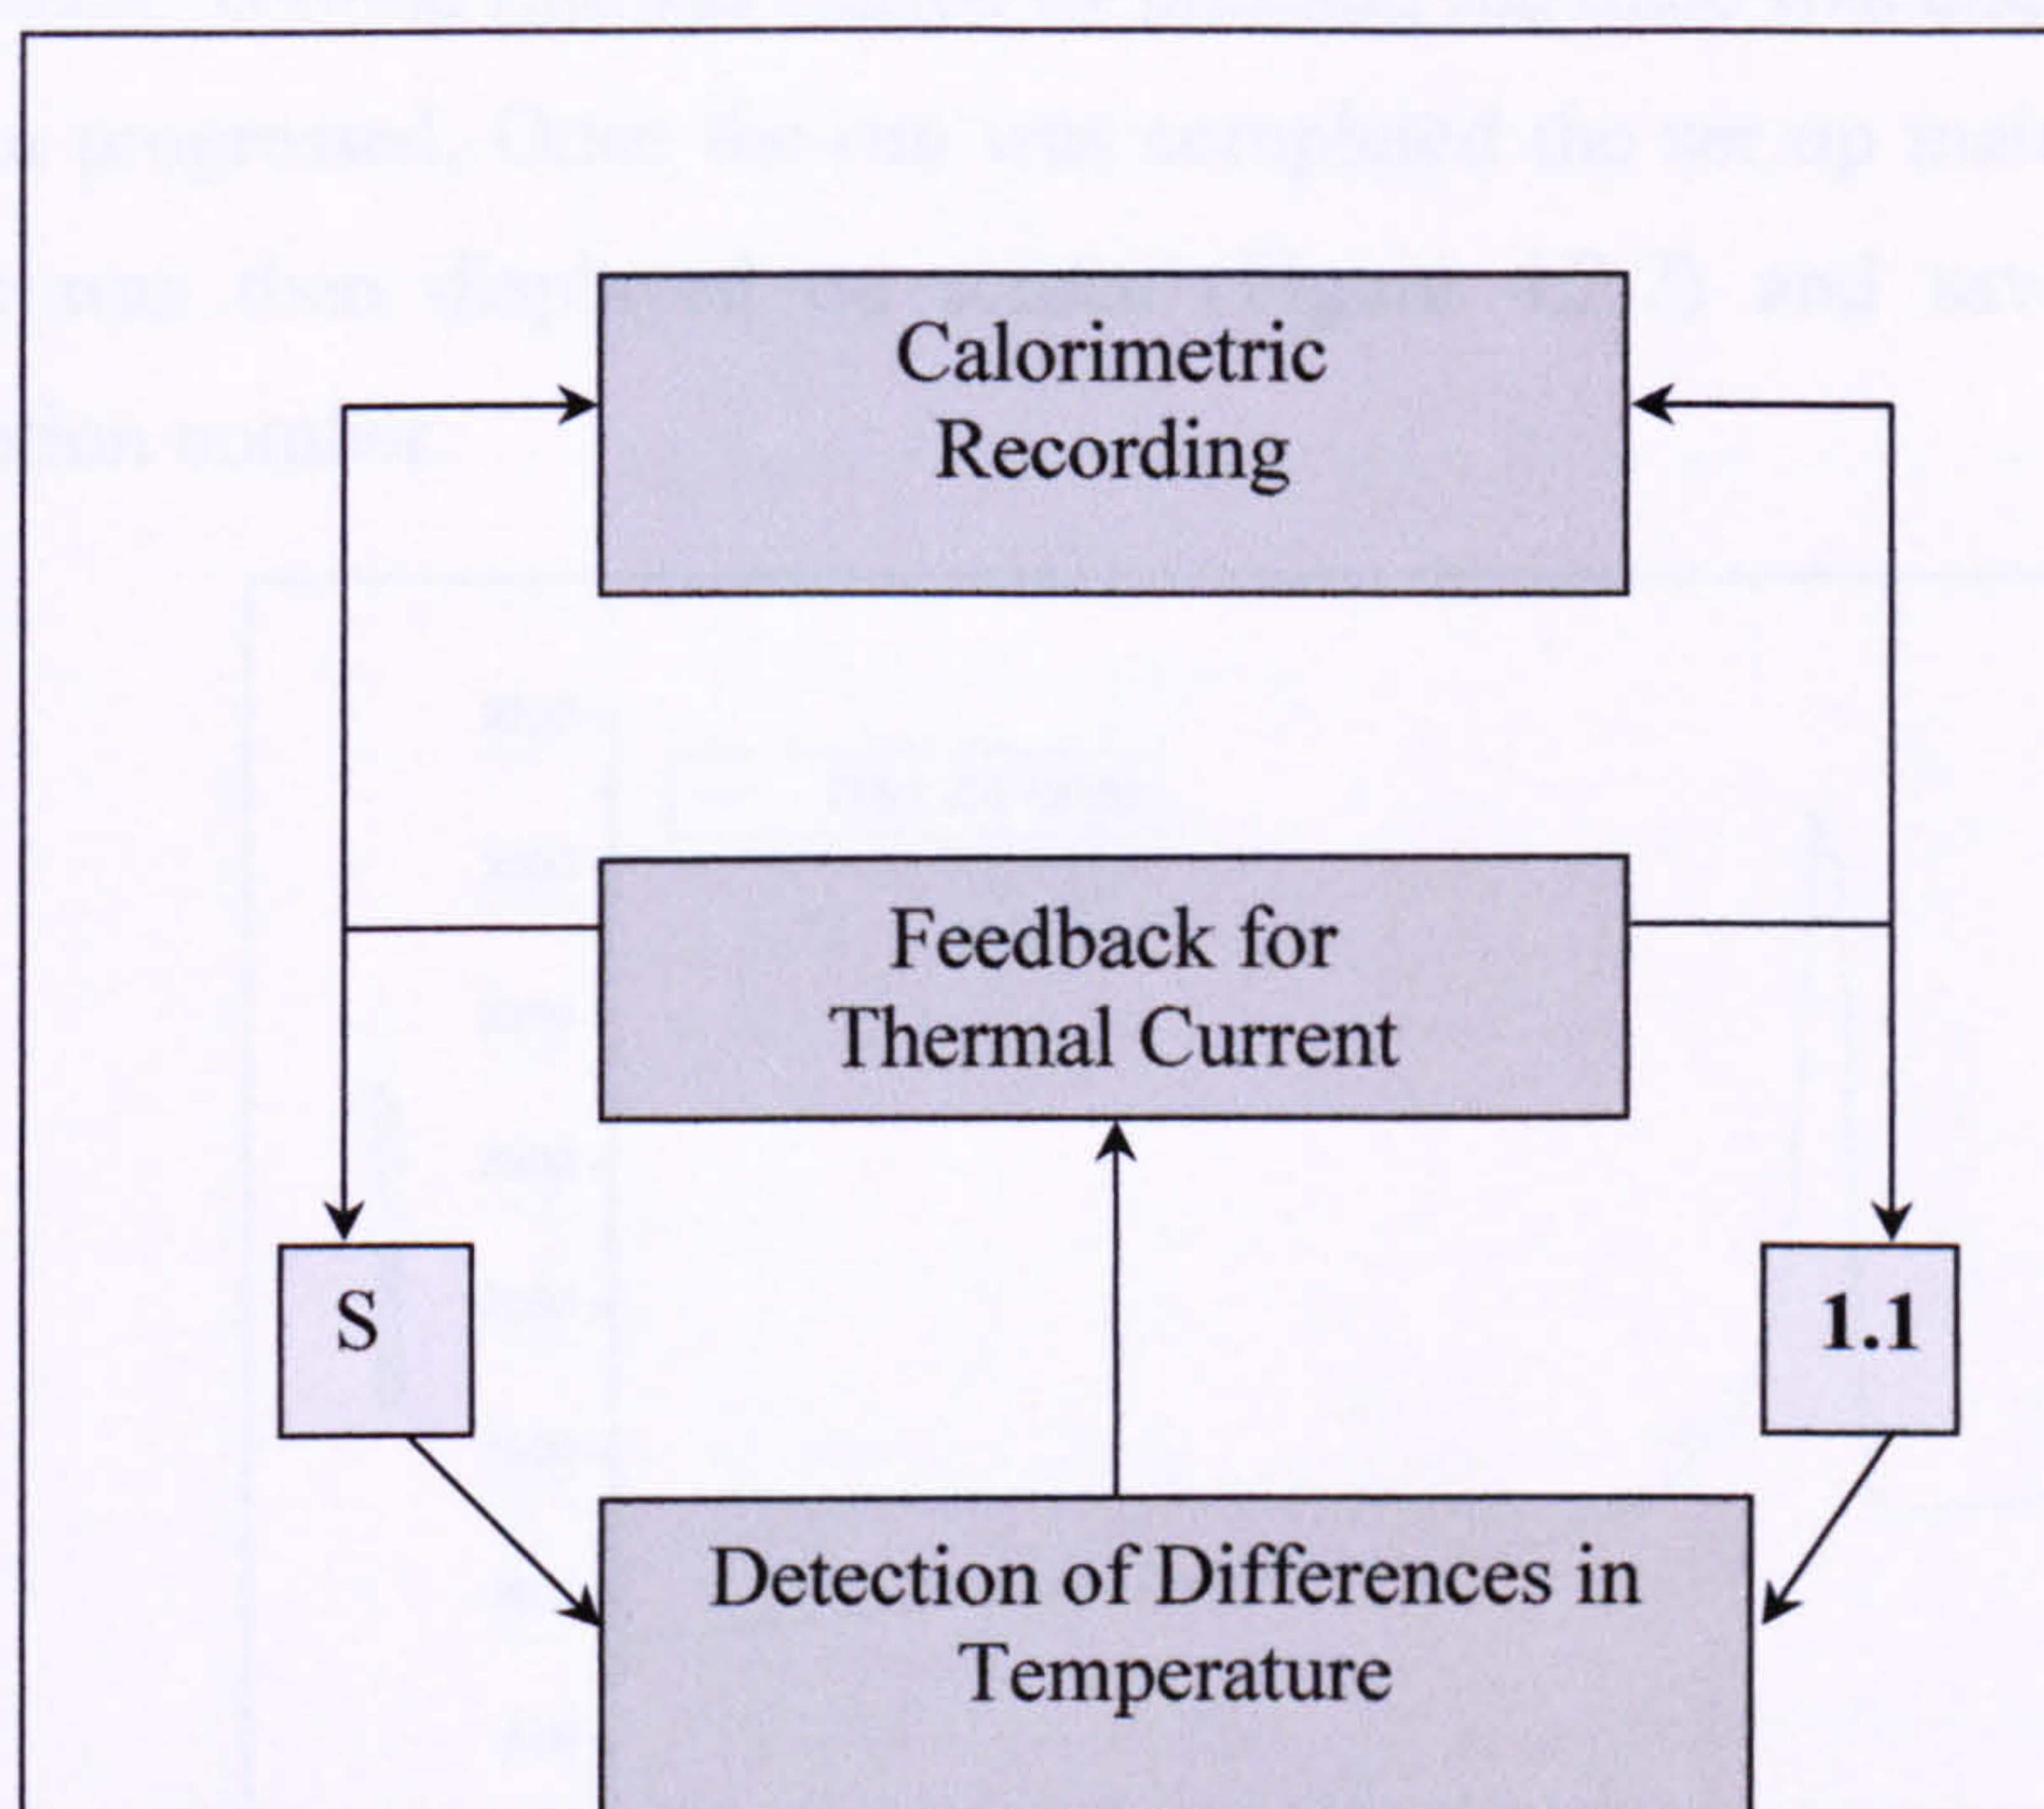 Calorimetric
Recording
Feedback for
Thermal Current
S
1.1
Detection of Differences in
Temperature